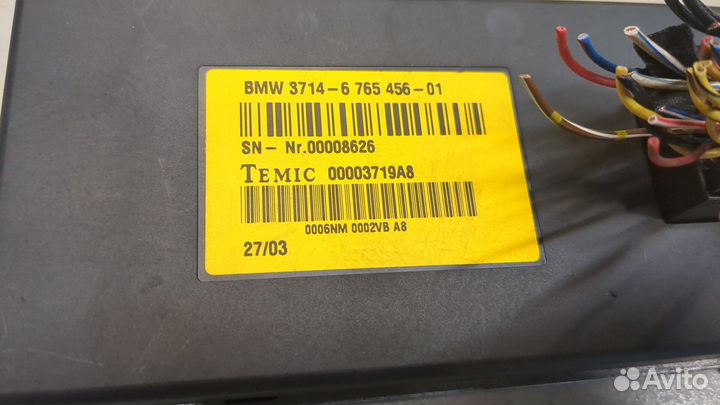 BMW 3714-6 765 456-01
SN- Nr.00008626
TEMIC 00003719A8
0006NM 0002VB A8
27/03
Avito